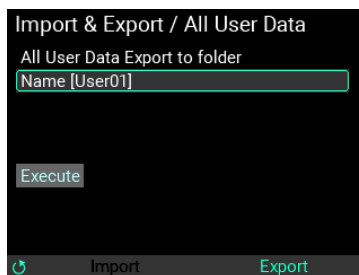 Import & Export / All User Data
All User Data Export to folder
Name [User01]
Execute
Import Export